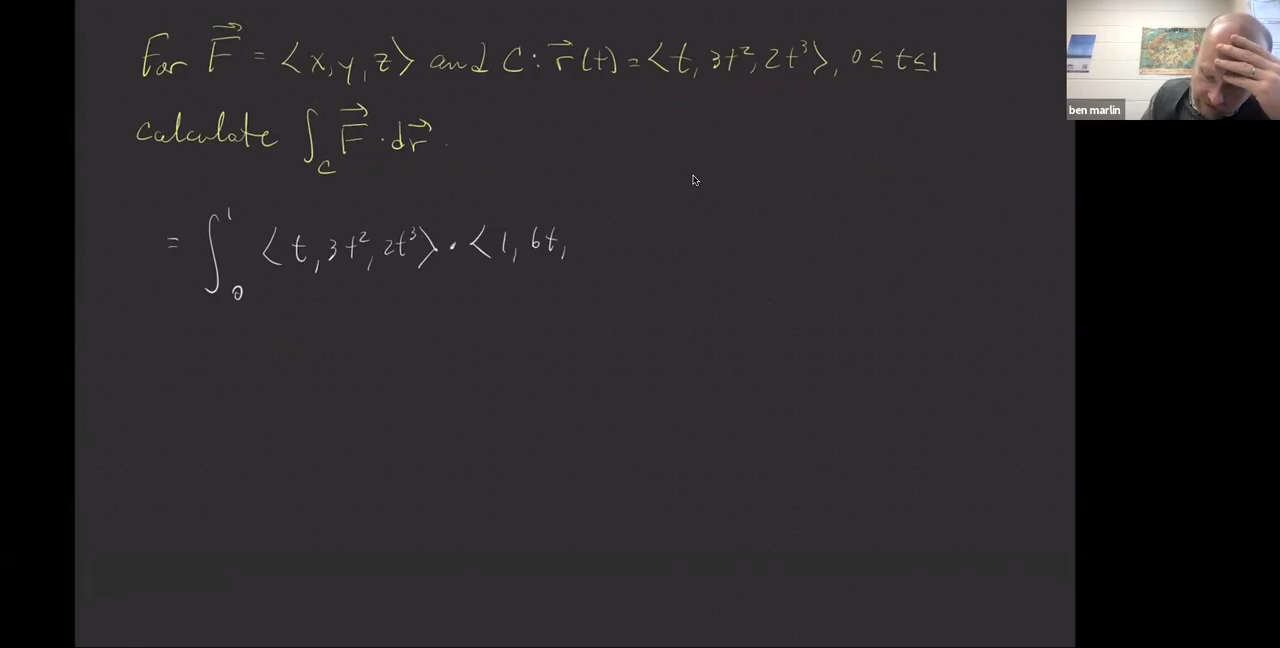 For F⃗ = ⟨x, y, z⟩ and C: r⃗(t) = ⟨t, 3t², 2t³⟩, 0 ≤ t ≤ 1
calculate ∫_C F⃗ · dr⃗
= ∫₀¹ ⟨t, 3t², 2t³⟩ · ⟨1, 6t,
ben marlin